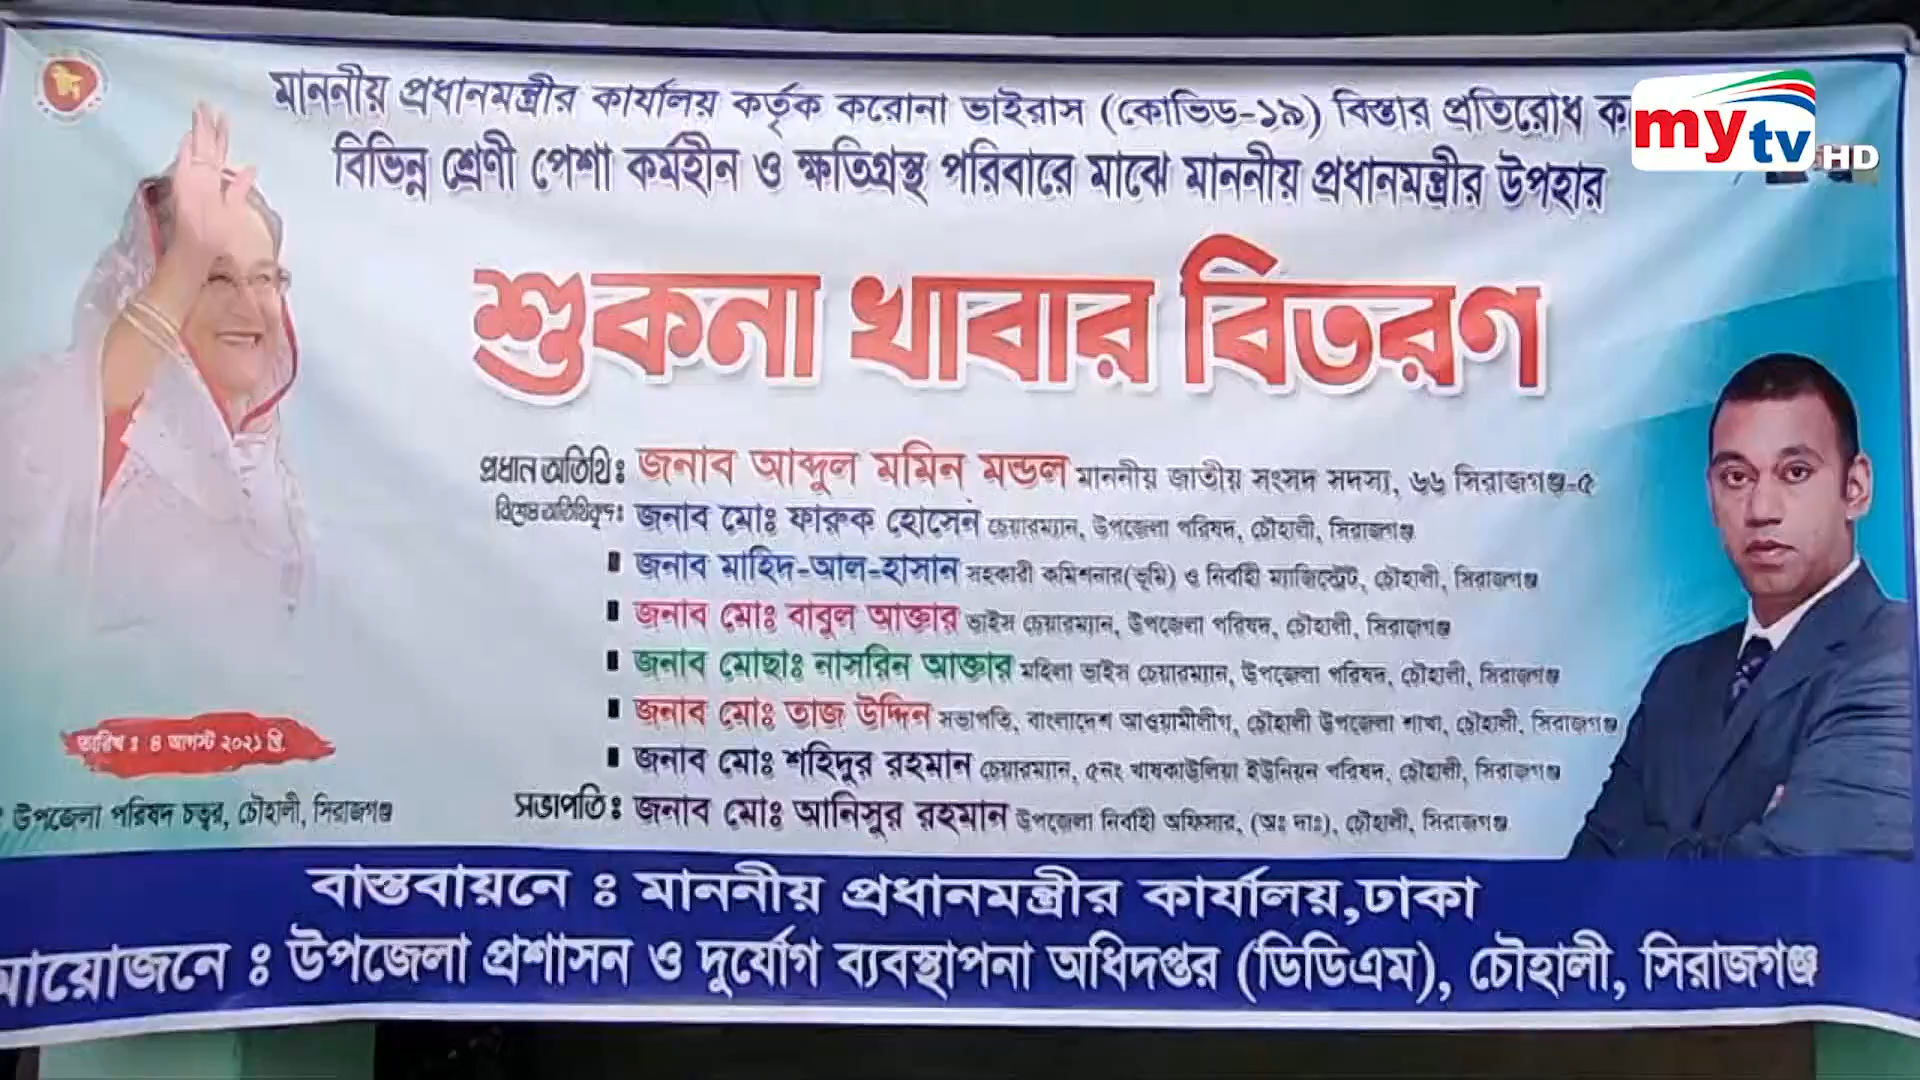 মাননীয় প্রধানমন্ত্রীর কার্যালয় কর্তৃক করোনা ভাইরাস (কোভিড-১৯) বিস্তার প্রতিরোধ
বিভিন্ন শ্রেণী পেশা কর্মহীন ও ক্ষতিগ্রস্থ পরিবারে মাঝে মাননীয় প্রধানমন্ত্রীর উপহার
my tv HD
শুকনা খাবার বিতরণ
প্রধান অতিথিঃ জনাব আব্দুল মমিন মন্ডল মাননীয় জাতীয় সংসদ সদস্য, ৬৬ সিরাজগঞ্জ-৫
বিশেষ অতিথিবৃন্দঃ জনাব মোঃ ফারুক হোসেন চেয়ারম্যান, উপজেলা পরিষদ, চৌহালী, সিরাজগঞ্জ
জনাব মাহিদ-আল-হাসান সহকারী কমিশনার(ভূমি) ও নির্বাহী ম্যাজিস্ট্রেট, চৌহালী, সিরাজগঞ্জ
জনাব মোঃ বাবুল আক্তার ভাইস চেয়ারম্যান, উপজেলা পরিষদ, চৌহালী, সিরাজগঞ্জ
জনাব মোছাঃ নাসরিন আক্তার মহিলা ভাইস চেয়ারম্যান, উপজেলা পরিষদ, চৌহালী, সিরাজগঞ্জ
জনাব মোঃ তাজ উদ্দিন সভাপতি, বাংলাদেশ আওয়ামীলীগ, চৌহালী উপজেলা শাখা, চৌহালী, সিরাজগঞ্জ
জনাব মোঃ শহিদুর রহমান চেয়ারম্যান, ৫নং খাষকাউলিয়া ইউনিয়ন পরিষদ, চৌহালী, সিরাজগঞ্জ
সভাপতিঃ জনাব মোঃ আনিসুর রহমান উপজেলা নির্বাহী অফিসার, (অঃ দাঃ), চৌহালী, সিরাজগঞ্জ
তারিখ ঃ ৪ আগস্ট ২০২১ খ্রি.
উপজেলা পরিষদ চত্বর, চৌহালী, সিরাজগঞ্জ
বাস্তবায়নে ঃ মাননীয় প্রধানমন্ত্রীর কার্যালয়,ঢাকা
আয়োজনে ঃ উপজেলা প্রশাসন ও দুর্যোগ ব্যবস্থাপনা অধিদপ্তর (ডিডিএম), চৌহালী, সিরাজগঞ্জ